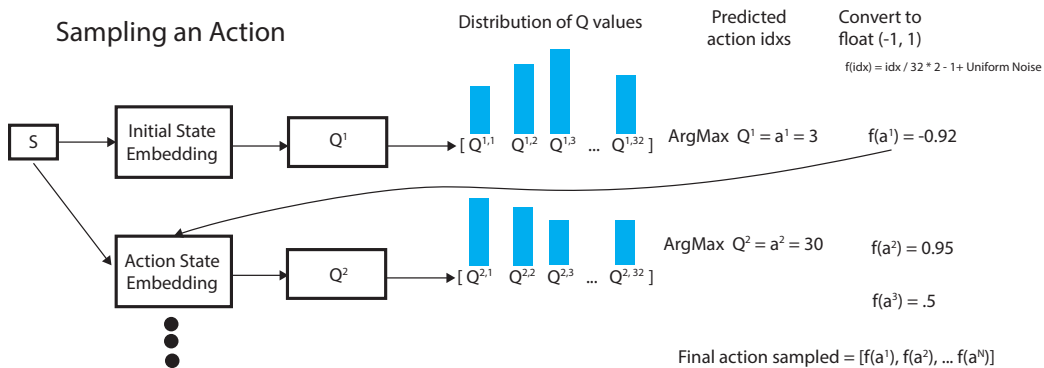 Sampling an Action
Distribution of Q values
Predicted
action idxs
Convert to
float (-1, 1)
f(idx) = idx / 32 * 2 - 1+ Uniform Noise
S
Initial State
Embedding
Q¹
[ Q¹,¹ Q¹,² Q¹,³ ... Q¹,³² ]
ArgMax Q¹ = a¹ = 3
f(a¹) = -0.92
Action State
Embedding
Q²
[ Q²,¹ Q²,² Q²,³ ... Q²,³² ]
ArgMax Q² = a² = 30
f(a²) = 0.95
f(a³) = .5
Final action sampled = [f(a¹), f(a²), ... f(aᴺ)]